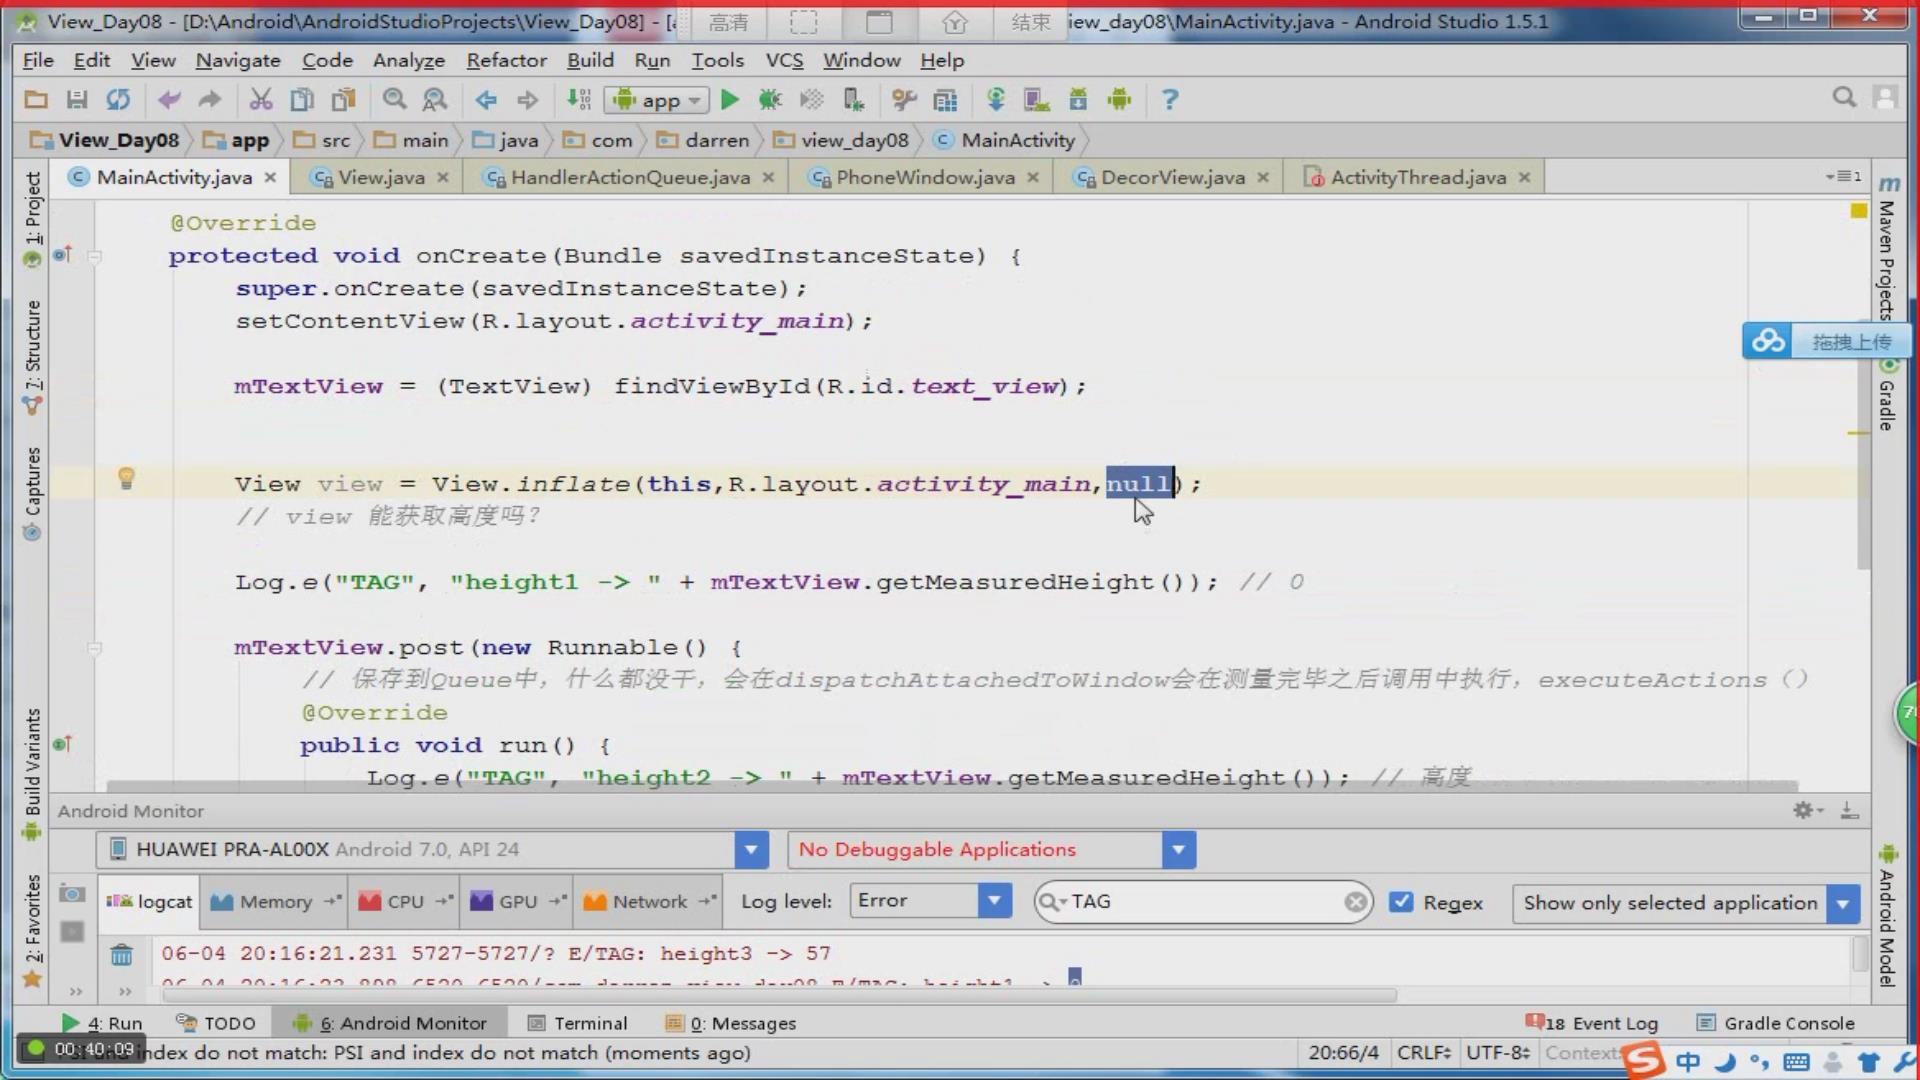 View_Day08 - [D:\Android\AndroidStudioProjects\View_Day08] - [
高清
结束
iew_day08\MainActivity.java - Android Studio 1.5.1
File Edit View Navigate Code Analyze Refactor Build Run Tools VCS Window Help
app
View_Day08 app src main java com darren view_day08 MainActivity
MainActivity.java View.java HandlerActionQueue.java PhoneWindow.java DecorView.java ActivityThread.java
1: Project
7: Structure
Captures
Build Variants
2: Favorites
Maven Projects
Gradle
Android Model
@Override
protected void onCreate(Bundle savedInstanceState) {
super.onCreate(savedInstanceState);
setContentView(R.layout.activity_main);
拖拽上传
mTextView = (TextView) findViewById(R.id.text_view);
View view = View.inflate(this,R.layout.activity_main,null);
// view 能获取高度吗?
Log.e("TAG", "height1 -> " + mTextView.getMeasuredHeight()); // 0
mTextView.post(new Runnable() {
// 保存到Queue中，什么都没干，会在dispatchAttachedToWindow会在测量完毕之后调用中执行，executeActions（）
@Override
public void run() {
Log.e("TAG", "height2 -> " + mTextView.getMeasuredHeight()); // 高度
Android Monitor
HUAWEI PRA-AL00X Android 7.0, API 24
No Debuggable Applications
logcat Memory CPU GPU Network Log level: Error TAG Regex Show only selected application
06-04 20:16:21.231 5727-5727/? E/TAG: height3 -> 57
4: Run TODO 6: Android Monitor Terminal 0: Messages 18 Event Log Gradle Console
00:40:09
index do not match: PSI and index do not match (moments ago)
20:66/4 CRLF UTF-8 Context
中